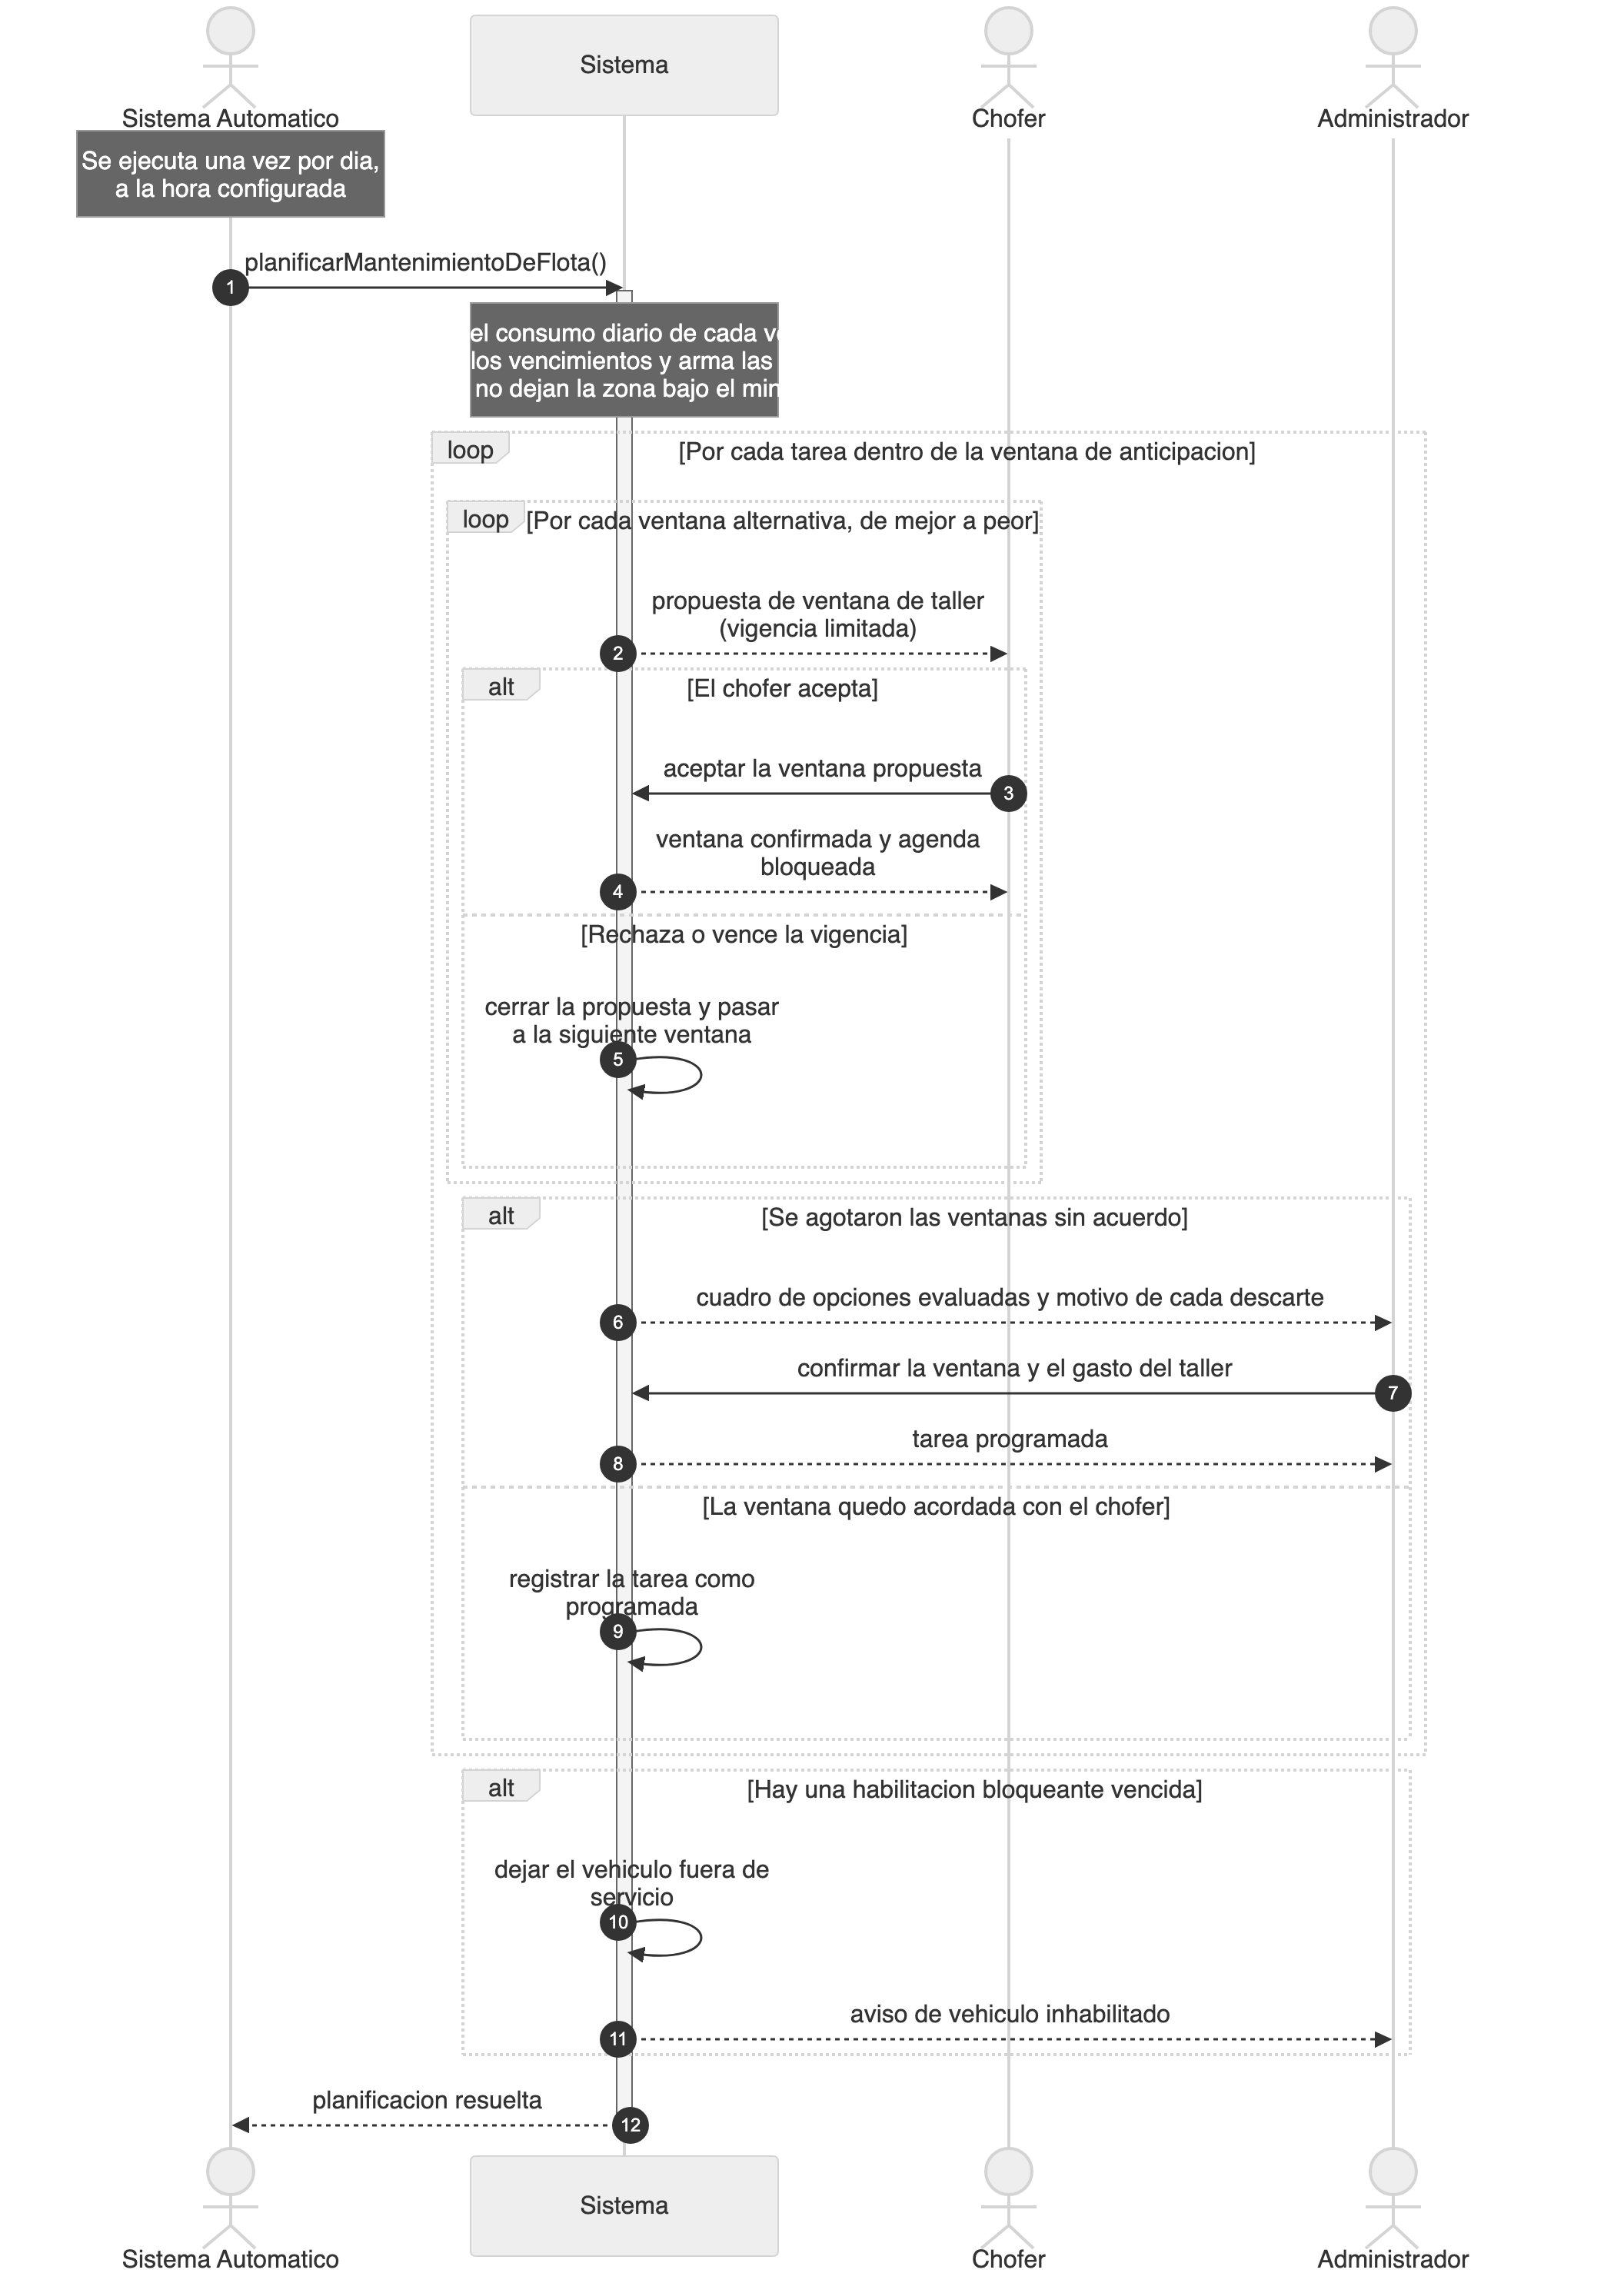 Sistema Automatico
Sistema
Chofer
Administrador
Se ejecuta una vez por dia,
a la hora configurada
1
planificarMantenimientoDeFlota()
el consumo diario de cada
los vencimientos y arma las
no dejan la zona bajo el
loop
[Por cada tarea dentro de la ventana de anticipacion]
loop
[Por cada ventana alternativa, de mejor a peor]
propuesta de ventana de taller
(vigencia limitada)
2
alt
[El chofer acepta]
aceptar la ventana propuesta
3
ventana confirmada y agenda
bloqueada
4
[Rechaza o vence la vigencia]
cerrar la propuesta y pasar
a la siguiente ventana
5
alt
[Se agotaron las ventanas sin acuerdo]
cuadro de opciones evaluadas y motivo de cada descarte
6
confirmar la ventana y el gasto del taller
7
tarea programada
8
[La ventana quedo acordada con el chofer]
registrar la tarea como
programada
9
alt
[Hay una habilitacion bloqueante vencida]
dejar el vehiculo fuera de
servicio
10
aviso de vehiculo inhabilitado
11
planificacion resuelta
12
Sistema Automatico
Sistema
Chofer
Administrador